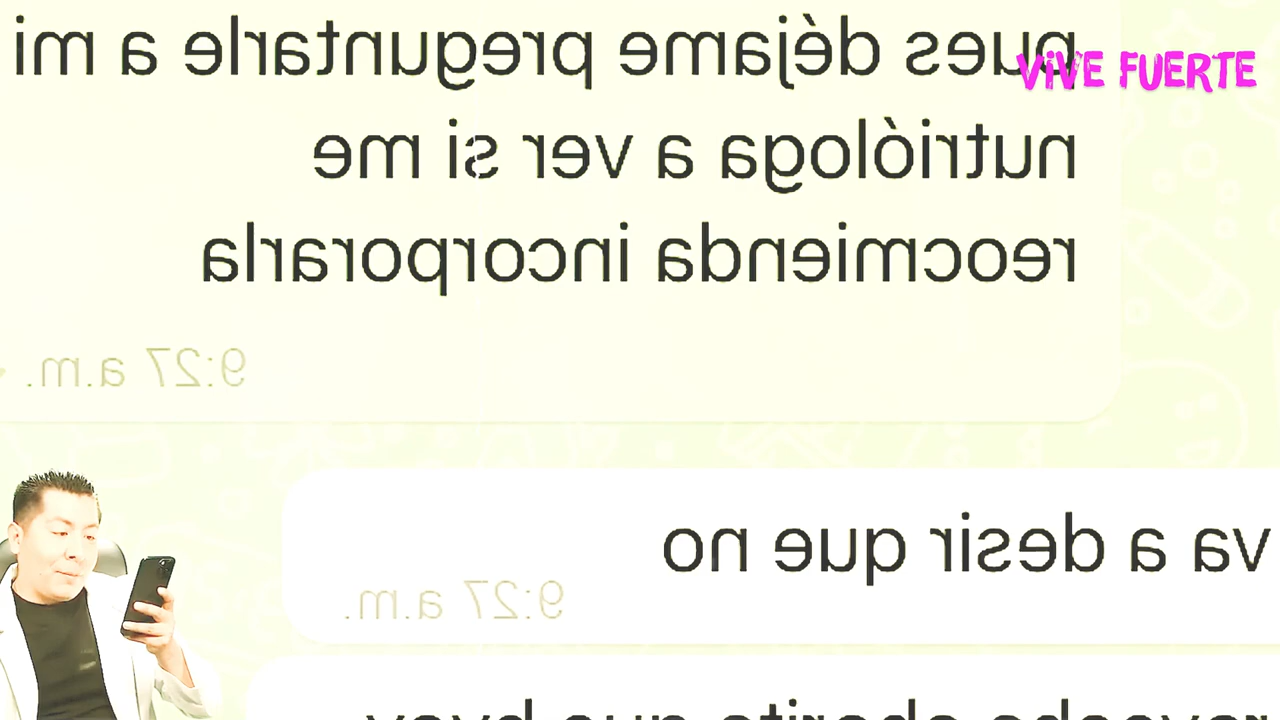 VIVE FUERTE
pues déjame preguntarle a mi
nutrióloga a ver si me
reocmienda incorporarla
9:27 a.m.
va a desir que no
9:27 a.m.